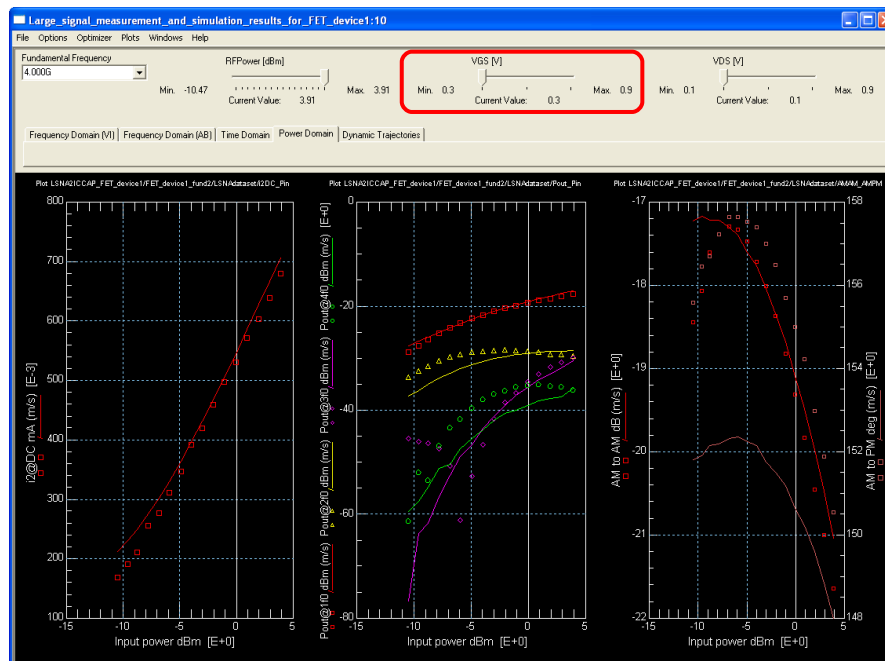 Large_signal_measurement_and_simulation_results_for_FET_device1:10
File Options Optimizer Plots Windows Help
Fundamental Frequency
4.000G
RFPower [dBm]
Min. -10.47
Max. 3.91
Current Value: 3.91
VGS [V]
Min. 0.3
Max. 0.9
Current Value: 0.3
VDS [V]
Min. 0.1
Max. 0.9
Current Value: 0.1
Frequency Domain (VI) Frequency Domain (AB) Time Domain Power Domain Dynamic Trajectories
Plot LSNA2ICCAP_FET_device1/FET_device1_fund2/LSNAdataset/i2DC_Pin
800
700
600
500
400
300
200
100
i2@DC mA (m/s) [E-3]
-15 -10 -5 0 5
Input power dBm [E+0]
Plot LSNA2ICCAP_FET_device1/FET_device1_fund2/LSNAdataset/Pout_Pin
0
-20
-40
-60
-80
Pout@4f0 dBm (m/s) [E+0]
Pout@3f0 dBm (m/s) [E+0]
Pout@2f0 dBm (m/s) [E+0]
Pout@1f0 dBm (m/s) [E+0]
-15 -10 -5 0 5
Input power dBm [E+0]
Plot LSNA2ICCAP_FET_device1/FET_device1_fund2/LSNAdataset/AMAM_AMPM
-17
-18
-20
-21
-22
AM to AM dB (m/s) [E+0]
158
156
154
152
150
148
AM to PM deg (m/s) [E+0]
-15 -10 -5 0 5
Input power dBm [E+0]